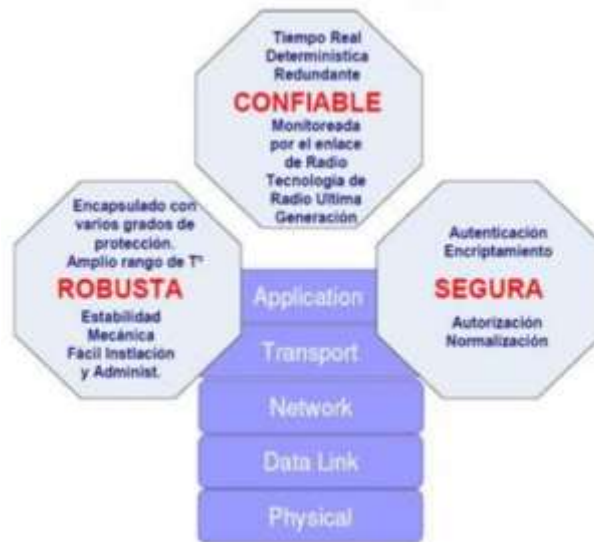 Tiempo Real
Deterministica
Redundante
CONFIABLE
Monitoreada
por el enlace
de Radio
Tecnologia de
Radio Ultima
Generación
Encapsulado con
varios grados de
protección.
Amplio rango de T°
ROBUSTA
Estabilidad
Mecánica
Facil Instlación
y Administ.
Autenticación
Encriptamiento
SEGURA
Autorización
Normalización
Application
Transport
Network
Data Link
Physical